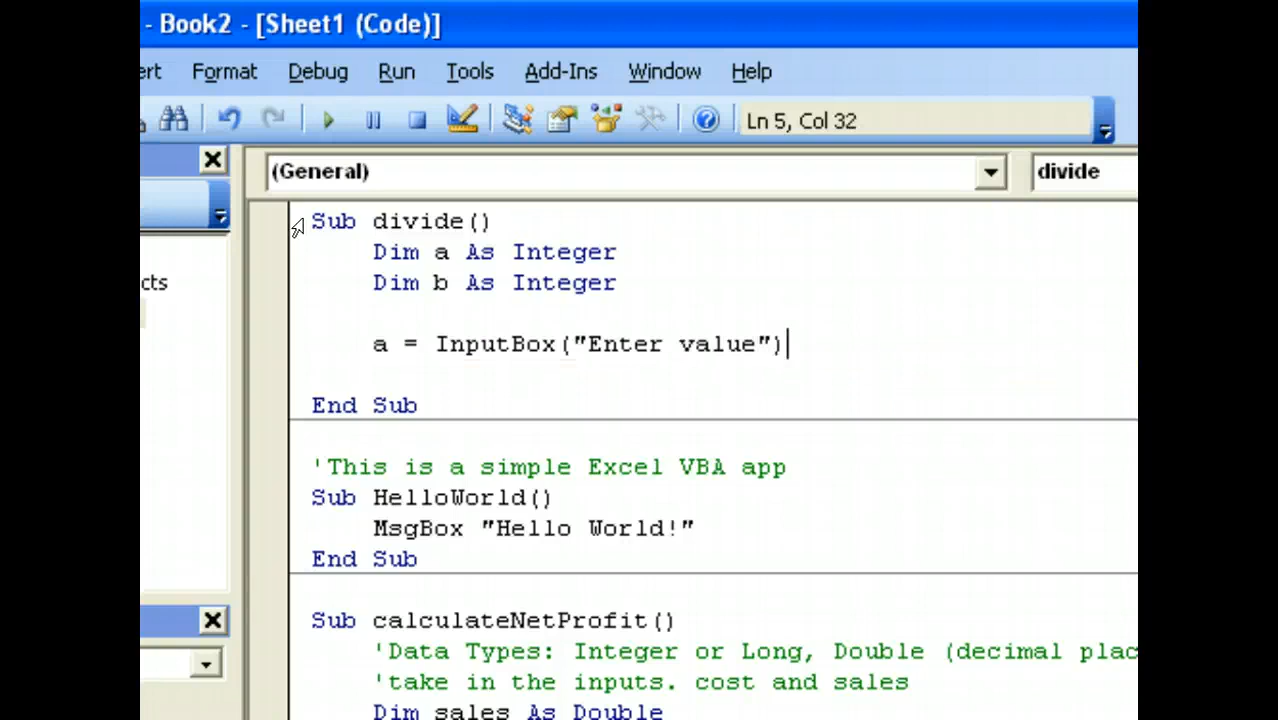 - Book2 - [Sheet1 (Code)]
ert Format Debug Run Tools Add-Ins Window Help
Ln 5, Col 32
(General) divide
cts
Sub divide()
Dim a As Integer
Dim b As Integer
a = InputBox("Enter value")
End Sub
'This is a simple Excel VBA app
Sub HelloWorld()
MsgBox "Hello World!"
End Sub
Sub calculateNetProfit()
'Data Types: Integer or Long, Double (decimal plac
'take in the inputs. cost and sales
Dim sales As Double